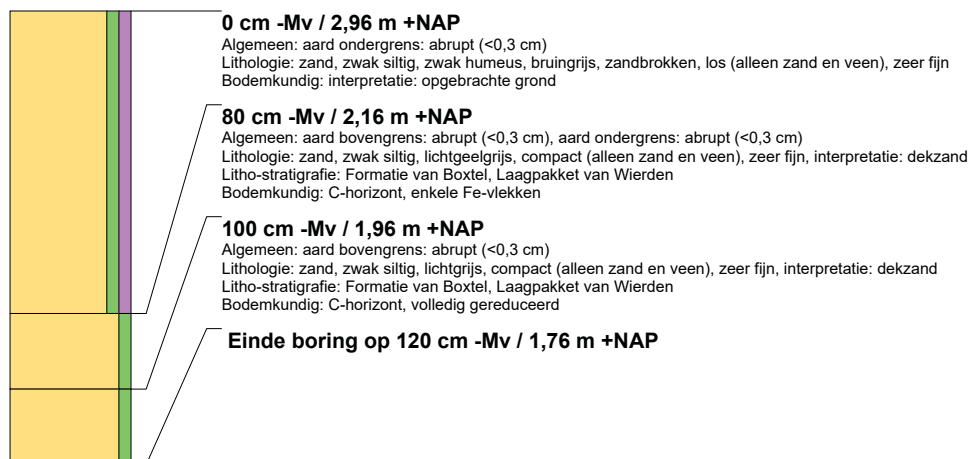 0 cm -Mv / 2,96 m +NAP
Algemeen: aard ondergrens: abrupt (<0,3 cm)
Lithologie: zand, zwak siltig, zwak humeus, bruingrijs, zandbrokken, los (alleen zand en veen), zeer fijn
Bodemkundig: interpretatie: opgebrachte grond
80 cm -Mv / 2,16 m +NAP
Algemeen: aard bovengrens: abrupt (<0,3 cm), aard ondergrens: abrupt (<0,3 cm)
Lithologie: zand, zwak siltig, lichtgeelgrijs, compact (alleen zand en veen), zeer fijn, interpretatie: dekzand
Litho-stratigrafie: Formatie van Boxtel, Laagpakket van Wierden
Bodemkundig: C-horizont, enkele Fe-vlekken
100 cm -Mv / 1,96 m +NAP
Algemeen: aard bovengrens: abrupt (<0,3 cm)
Lithologie: zand, zwak siltig, lichtgrijs, compact (alleen zand en veen), zeer fijn, interpretatie: dekzand
Litho-stratigrafie: Formatie van Boxtel, Laagpakket van Wierden
Bodemkundig: C-horizont, volledig gereduceerd
Einde boring op 120 cm -Mv / 1,76 m +NAP